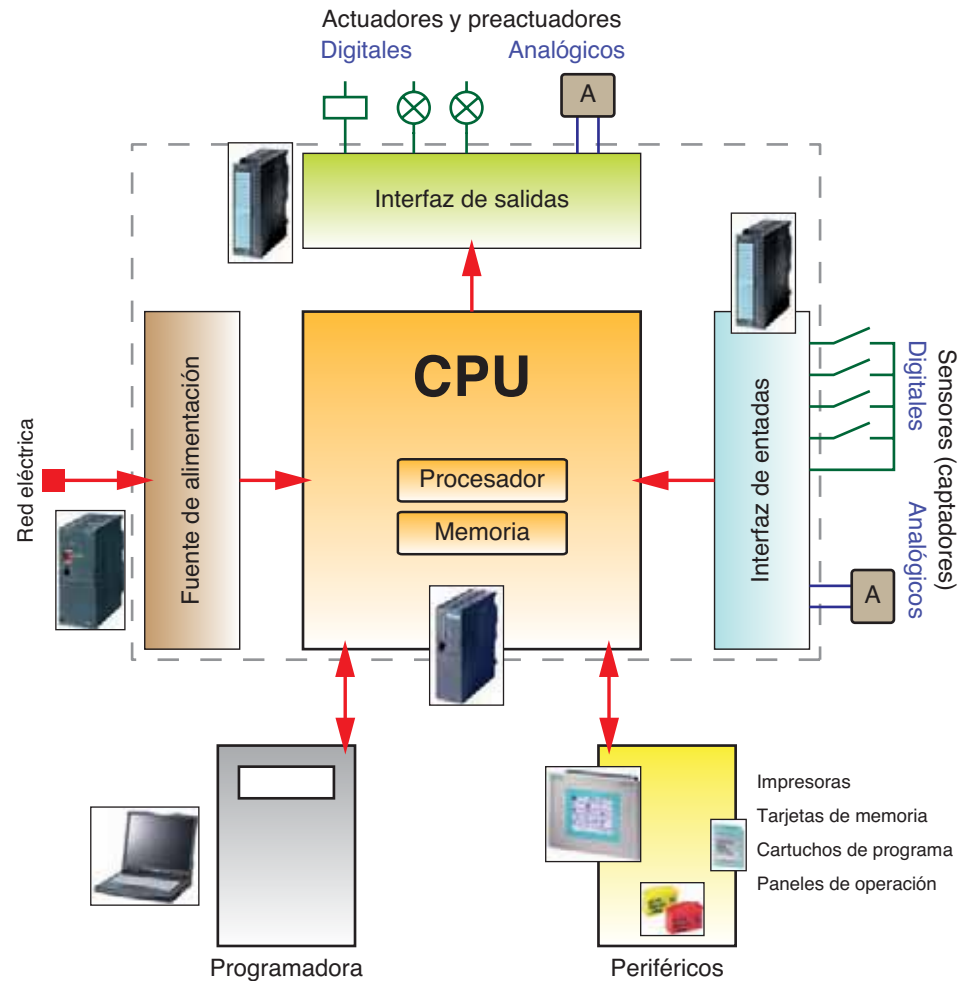 Actuadores y preactuadores
Digitales
Analógicos
A
Interfaz de salidas
Red eléctrica
Fuente de alimentación
CPU
Procesador
Memoria
Interfaz de entadas
Digitales
Analógicos
Sensores (captadores)
A
Programadora
Periféricos
Impresoras
Tarjetas de memoria
Cartuchos de programa
Paneles de operación